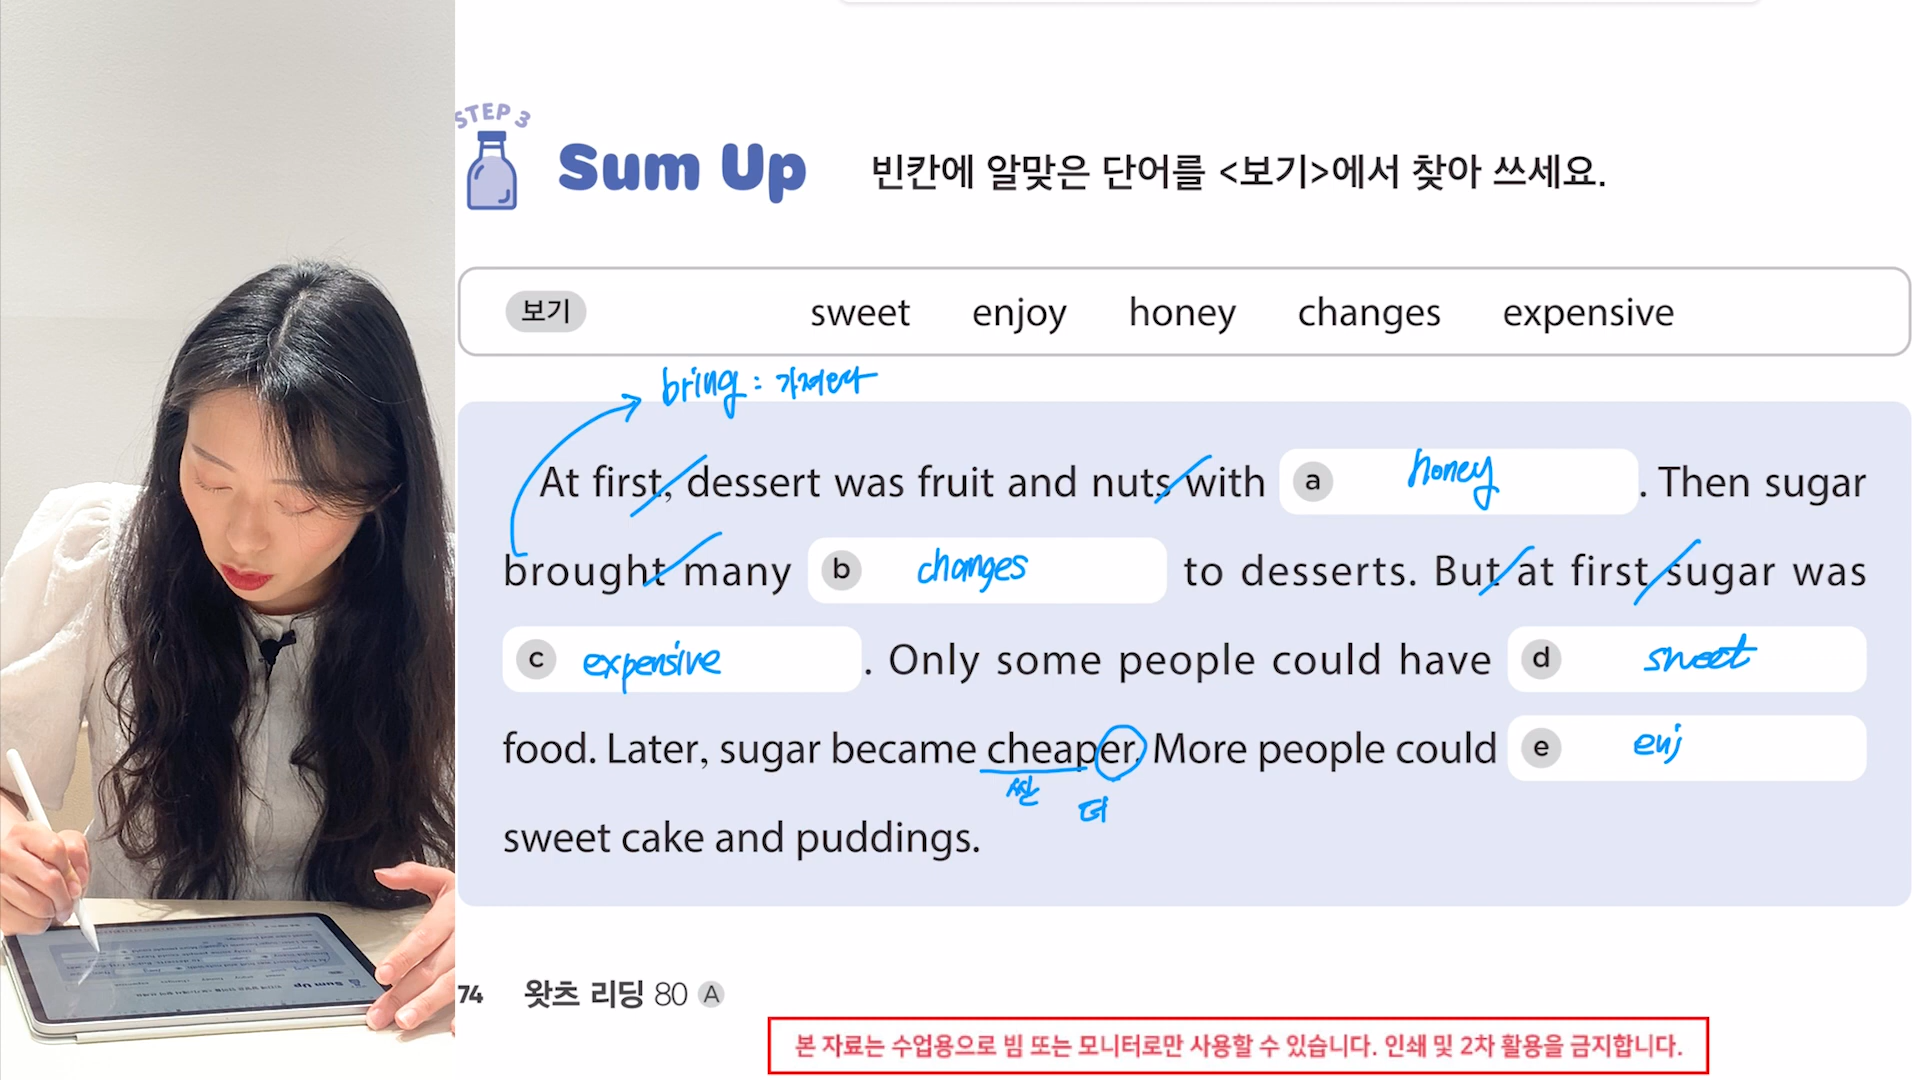 STEP 3
Sum Up 빈칸에 알맞은 단어를 <보기>에서 찾아 쓰세요.
보기 sweet enjoy honey changes expensive
bring : 가져오다
At first, dessert was fruit and nuts with a honey . Then sugar
brought many b changes to desserts. But at first sugar was
c expensive . Only some people could have d sweet
food. Later, sugar became cheaper. More people could e enj
싼 더
sweet cake and puddings.
74 왓츠 리딩 80 A
본 자료는 수업용으로 빔 또는 모니터로만 사용할 수 있습니다. 인쇄 및 2차 활용을 금지합니다.